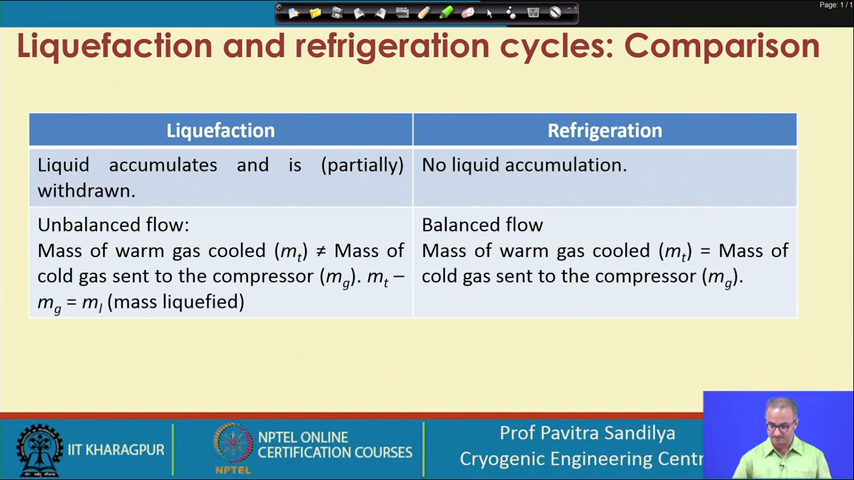 Page: 1 / 1
Liquefaction and refrigeration cycles: Comparison
Liquefaction
Refrigeration
Liquid accumulates and is (partially)
withdrawn.
No liquid accumulation.
Unbalanced flow:
Mass of warm gas cooled (mt) ≠ Mass of
cold gas sent to the compressor (mg). mt –
mg = ml (mass liquefied)
Balanced flow
Mass of warm gas cooled (mt) = Mass of
cold gas sent to the compressor (mg).
IIT KHARAGPUR
NPTEL
NPTEL ONLINE
CERTIFICATION COURSES
Prof Pavitra Sandilya
Cryogenic Engineering Centr